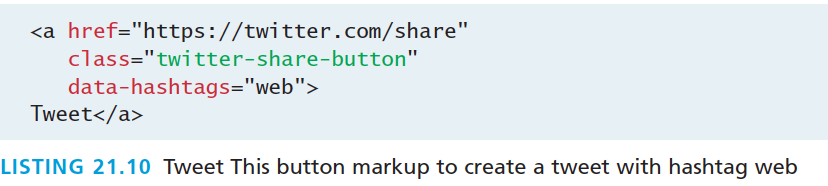 <a href="https://twitter.com/share"
class="twitter-share-button"
data-hashtags="web">
Tweet</a>
LISTING 21.10 Tweet This button markup to create a tweet with hashtag web